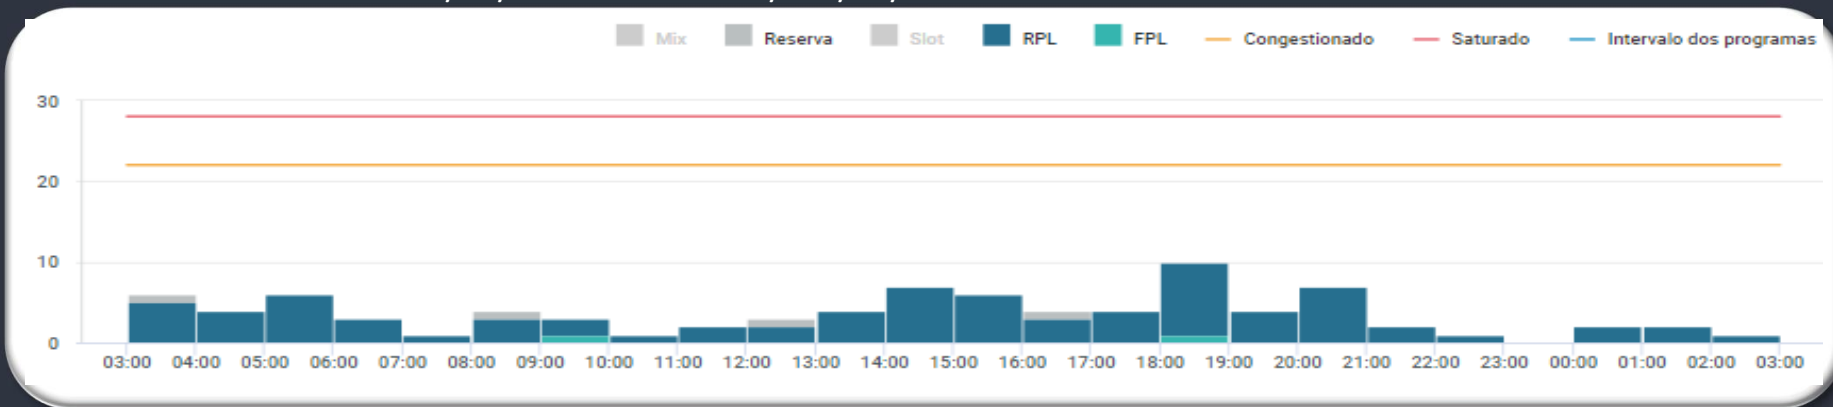 Mix Reserva Slot RPL FPL Congestionado Saturado Intervalo dos programas
30
20
10
0
03:00 04:00 05:00 06:00 07:00 08:00 09:00 10:00 11:00 12:00 13:00 14:00 15:00 16:00 17:00 18:00 19:00 20:00 21:00 22:00 23:00 00:00 01:00 02:00 03:00